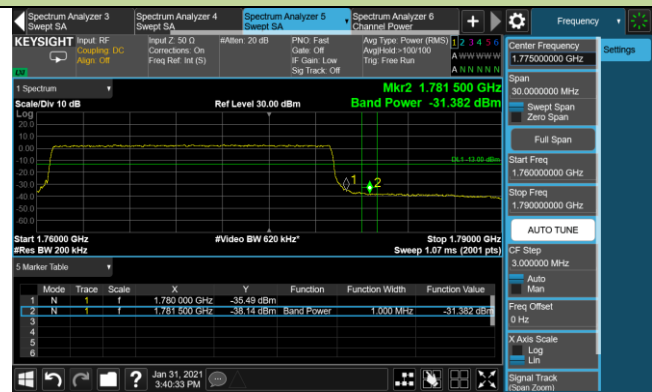 Spectrum Analyzer 3
Swept SA
Spectrum Analyzer 4
Swept SA
Spectrum Analyzer 5
Swept SA
Spectrum Analyzer 6
Channel Power
Frequency
KEYSIGHT
Input: RF
Coupling: DC
Align: Off
Input Z: 50 Ω
Corrections: On
Freq Ref: Int (S)
#Atten: 20 dB
PNO: Fast
Gate: Off
IF Gain: Low
Sig Track: Off
Avg Type: Power (RMS)
Avg|Hold:>100/100
Trig: Free Run
1 2 3 4 5 6
A W W W W W
A N N N N N
LXI
1 Spectrum
Scale/Div 10 dB
Log
Ref Level 30.00 dBm
Mkr2 1.781 500 GHz
Band Power -31.382 dBm
20.0
10.0
0.00
-10.0
-20.0
-30.0
-40.0
-50.0
-60.0
DL1 -13.00 dBm
1
2
Start 1.76000 GHz
#Video BW 620 kHz*
Stop 1.79000 GHz
#Res BW 200 kHz
Sweep 1.07 ms (2001 pts)
5 Marker Table
Mode Trace Scale X Y Function Function Width Function Value
1 N 1 f 1.780 000 GHz -35.49 dBm
2 N 1 f 1.781 500 GHz -38.14 dBm Band Power 1.000 MHz -31.382 dBm
3
4
5
6
Jan 31, 2021
3:40:33 PM
Center Frequency
1.775000000 GHz
Settings
Span
30.0000000 MHz
Swept Span
Zero Span
Full Span
Start Freq
1.760000000 GHz
Stop Freq
1.790000000 GHz
AUTO TUNE
CF Step
3.000000 MHz
Auto
Man
Freq Offset
0 Hz
X Axis Scale
Log
Lin
Signal Track
(Span Zoom)